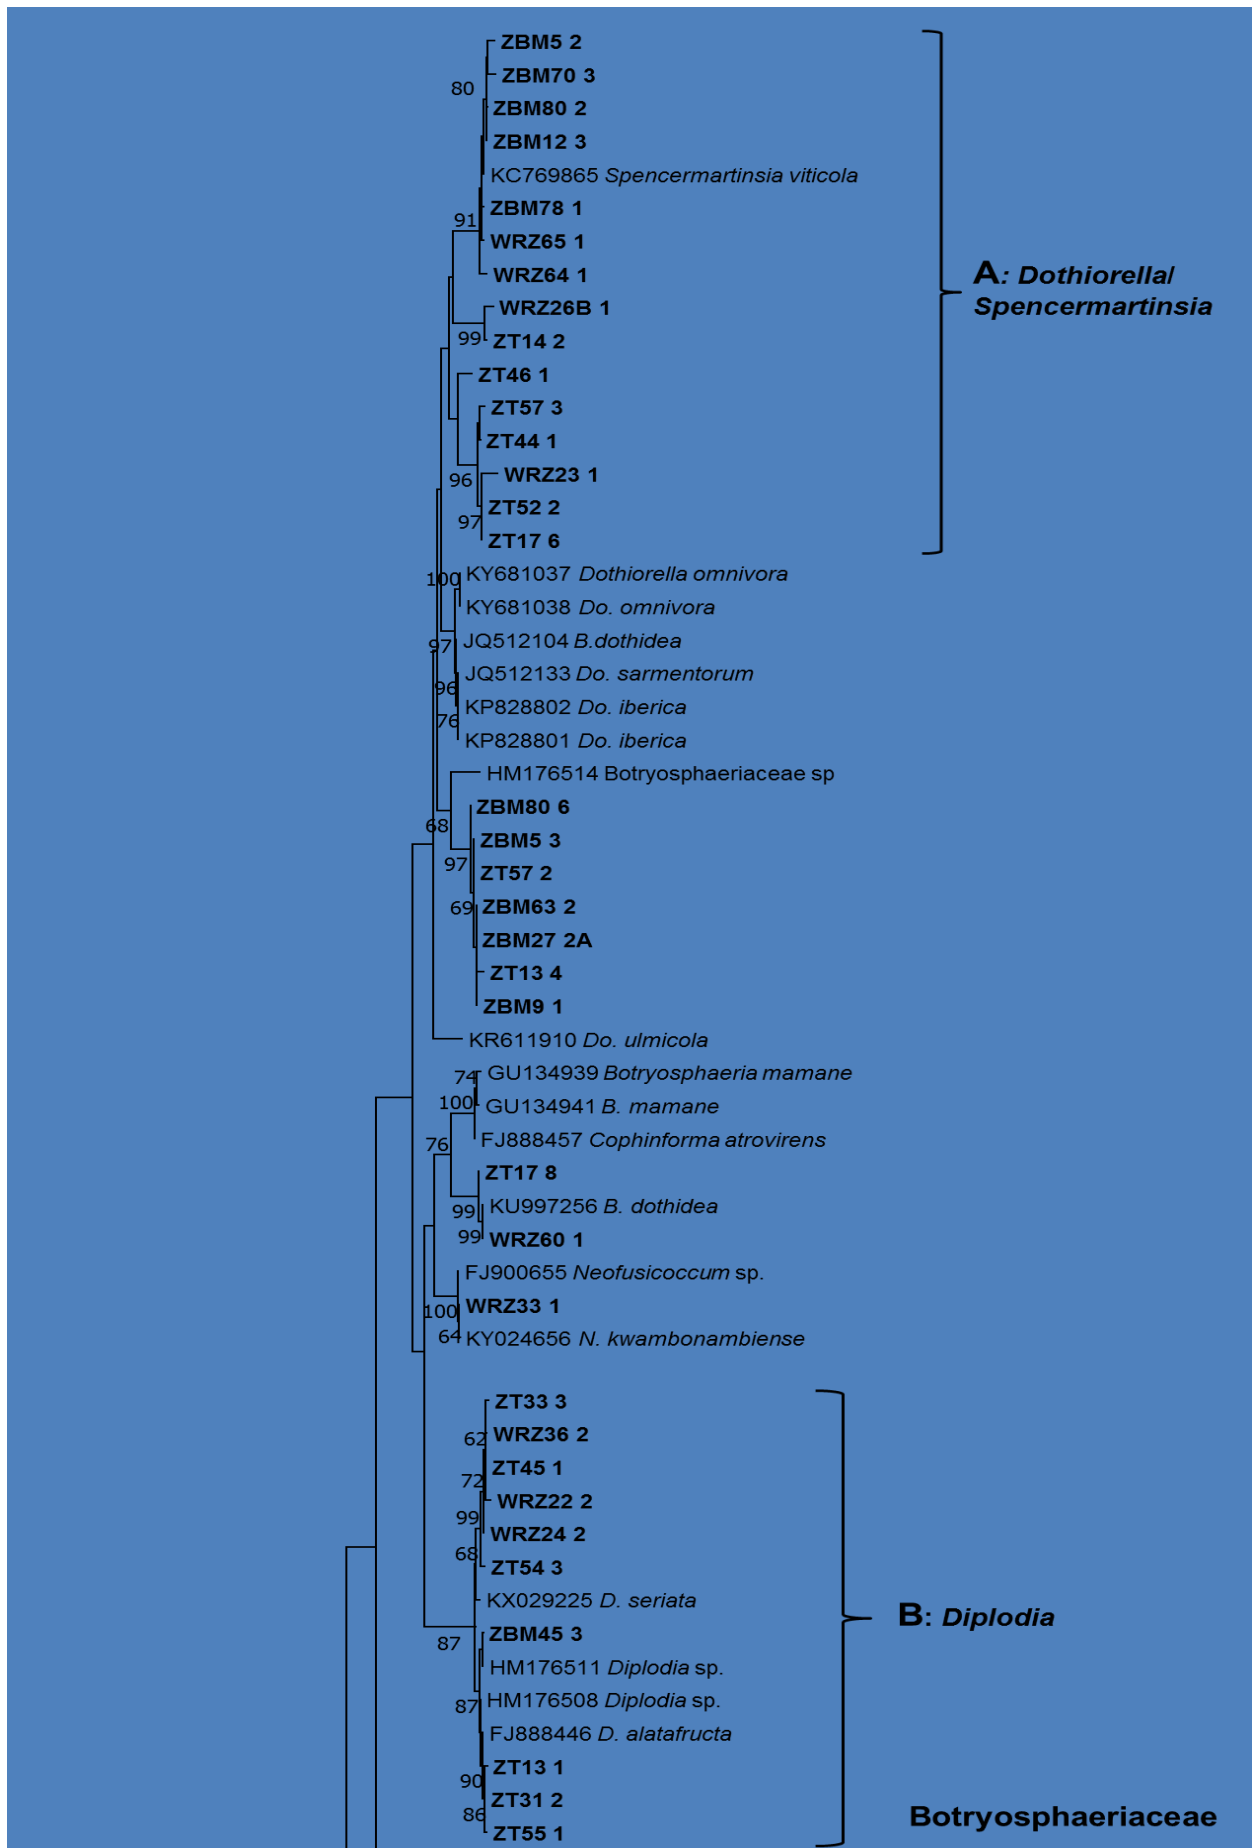 ZBM5 2
ZBM70 3
80
ZBM80 2
ZBM12 3
KC769865 Spencermartinsia viticola
ZBM78 1
91
WRZ65 1
WRZ64 1
A: Dothiorella/
Spencermartinsia
WRZ26B 1
99
ZT14 2
ZT46 1
ZT57 3
ZT44 1
WRZ23 1
96
ZT52 2
97
ZT17 6
KY681037 Dothiorella omnivora
100
KY681038 Do. omnivora
JQ512104 B.dothidea
97
JQ512133 Do. sarmentorum
96
KP828802 Do. iberica
76
KP828801 Do. iberica
HM176514 Botryosphaeriaceae sp
ZBM80 6
68
ZBM5 3
97
ZT57 2
ZBM63 2
69
ZBM27 2A
ZT13 4
ZBM9 1
KR611910 Do. ulmicola
GU134939 Botryosphaeria mamane
74
100
GU134941 B. mamane
FJ888457 Cophinforma atrovirens
76
ZT17 8
KU997256 B. dothidea
99
WRZ60 1
99
FJ900655 Neofusicoccum sp.
WRZ33 1
100
KY024656 N. kwambonambiense
64
ZT33 3
WRZ36 2
62
ZT45 1
72
WRZ22 2
99
WRZ24 2
68
ZT54 3
KX029225 D. seriata
B: Diplodia
ZBM45 3
87
HM176511 Diplodia sp.
HM176508 Diplodia sp.
87
FJ888446 D. alatafructa
ZT13 1
90
ZT31 2
86
ZT55 1
Botryosphaeriaceae